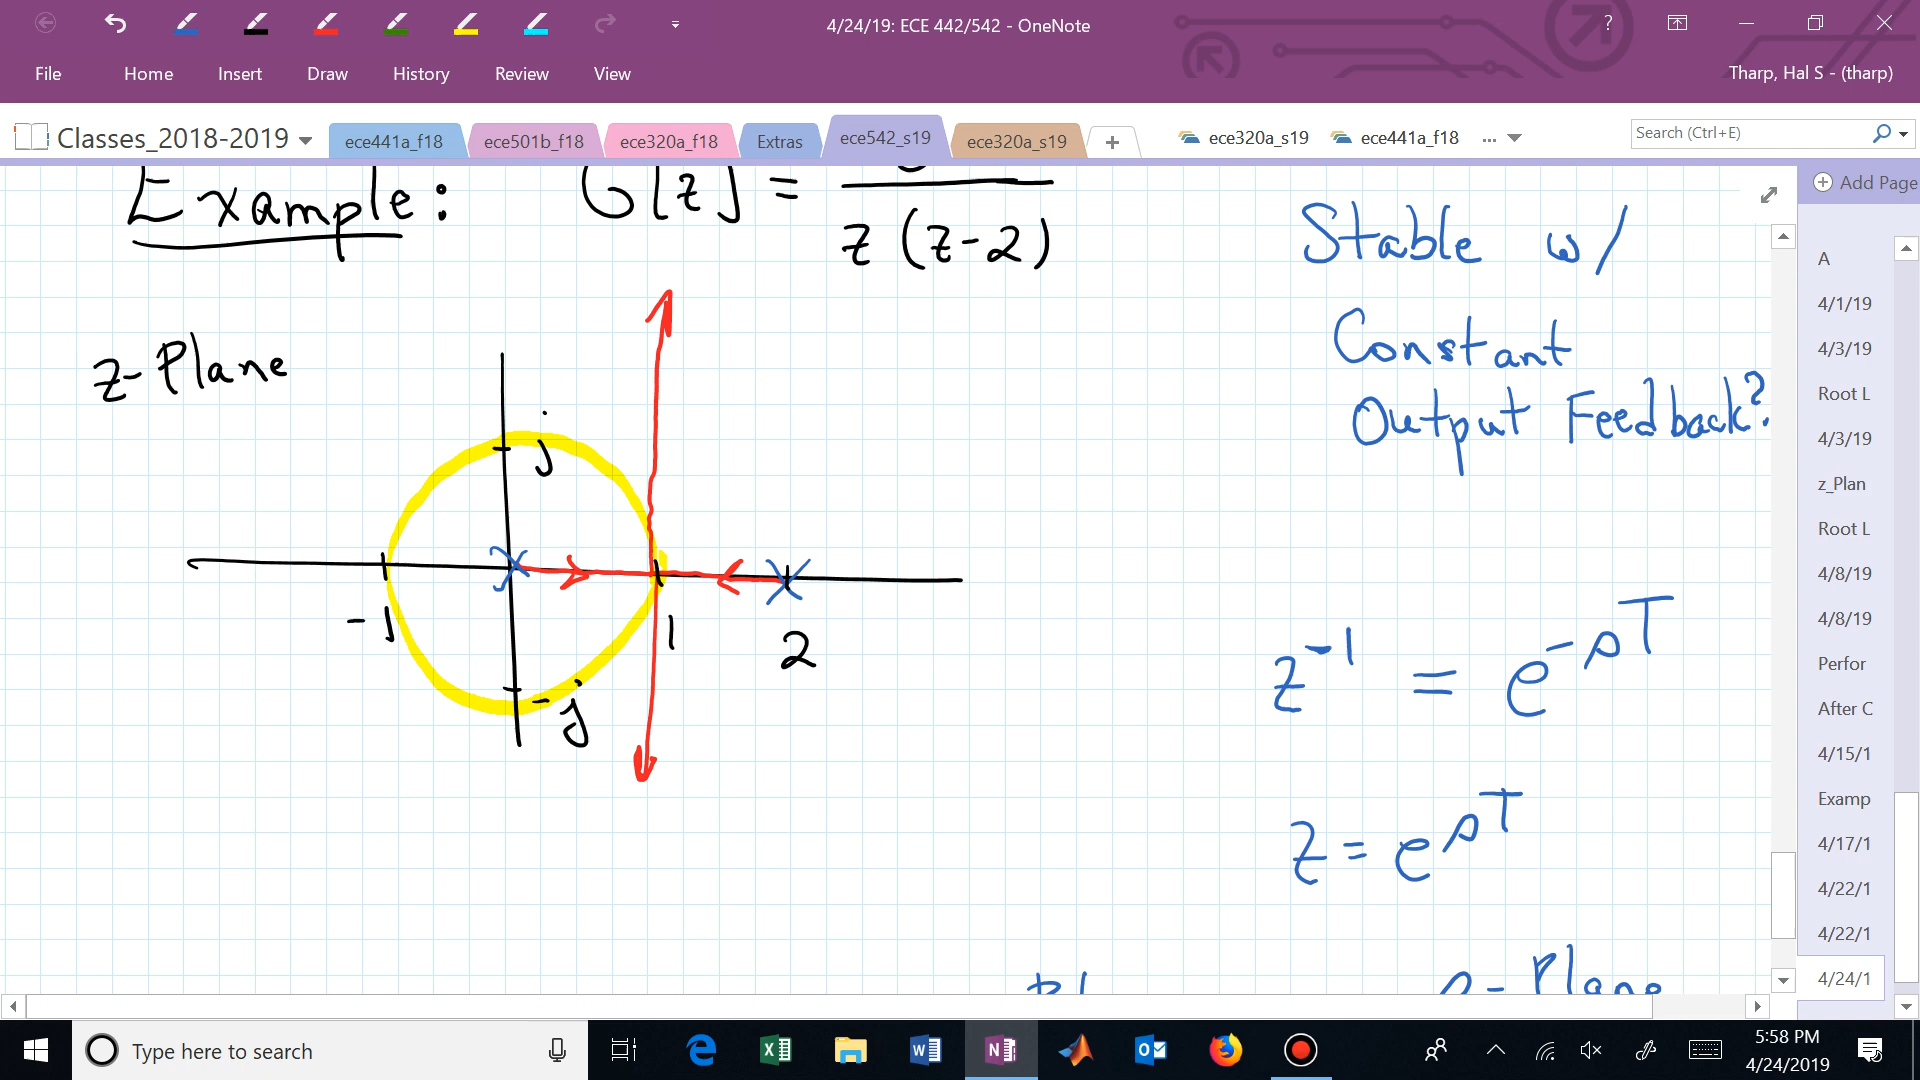 4/24/19: ECE 442/542 - OneNote
?
File Home Insert Draw History Review View
Tharp, Hal S - (tharp)
Classes_2018-2019
ece441a_f18 ece501b_f18 ece320a_f18 Extras ece542_s19 ece320a_s19 +
ece320a_s19 ece441a_f18 ...
Search (Ctrl+E)
Add Page
Example: G[z] =
z (z-2)
z-Plane
j
-1
1
2
-j
Stable w/
Constant
Output Feedback?
z⁻¹ = e^-sT
z = e^sT
s-Plane
A
4/1/19
4/3/19
Root L
4/3/19
z_Plan
Root L
4/8/19
4/8/19
Perfor
After C
4/15/1
Examp
4/17/1
4/22/1
4/22/1
4/24/1
Type here to search
5:58 PM
4/24/2019